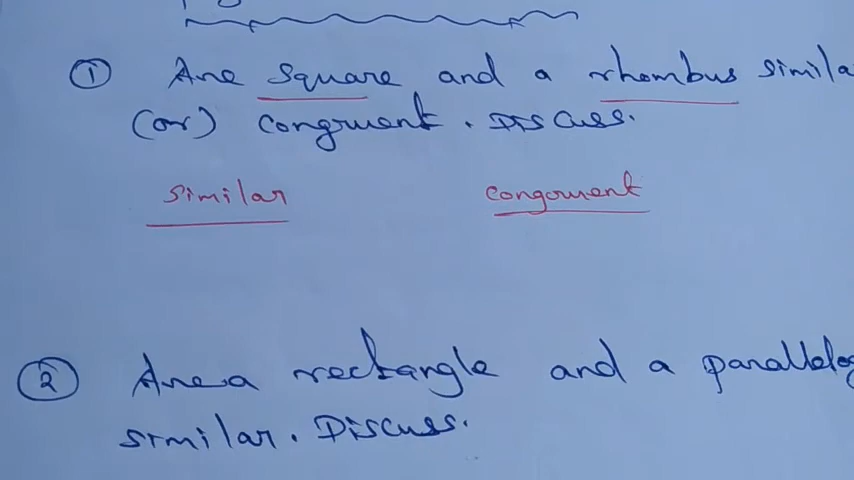 ① Are square and a rhombus simila
(or) congruent. Discuss.
similar congruent
② Are a rectangle and a parallelog
similar. Discuss.